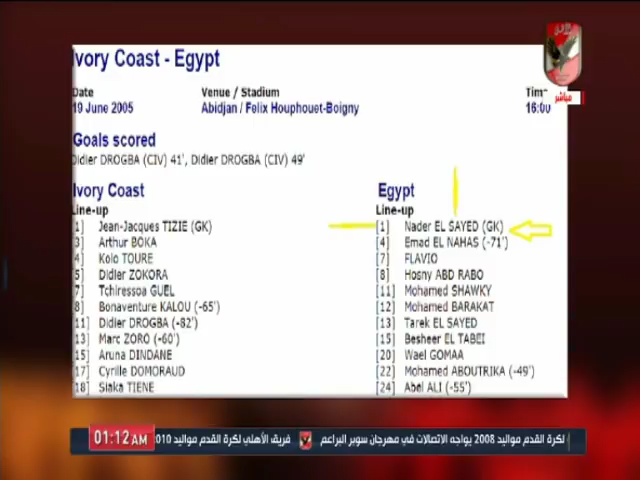 Ivory Coast - Egypt
Date
Venue / Stadium
Time
19 June 2005
Abidjan / Felix Houphouet-Boigny
16:00
مباشر
Goals scored
Didier DROGBA (CIV) 41', Didier DROGBA (CIV) 49'
Ivory Coast
Line-up
[1] Jean-Jacques TIZIE (GK)
[3] Arthur BOKA
[4] Kolo TOURE
[5] Didier ZOKORA
[7] Tchiressoa GUEL
[8] Bonaventure KALOU (-65')
[11] Didier DROGBA (-82')
[13] Marc ZORO (-60')
[15] Aruna DINDANE
[17] Cyrille DOMORAUD
[18] Siaka TIENE
Egypt
Line-up
[1] Nader EL SAYED (GK)
[4] Emad EL NAHAS (-71')
[7] FLAVIO
[8] Hosny ABD RABO
[11] Mohamed SHAWKY
[12] Mohamed BARAKAT
[13] Tarek EL SAYED
[15] Besheer EL TABEI
[20] Wael GOMAA
[22] Mohamed ABOUTRIKA (-49')
[24] Abel ALI (-55')
01:12 AM
لكرة القدم مواليد 2008 يواجه الاتصالات في مهرجان سوبر البراعم
فريق الأهلي لكرة القدم مواليد 2010